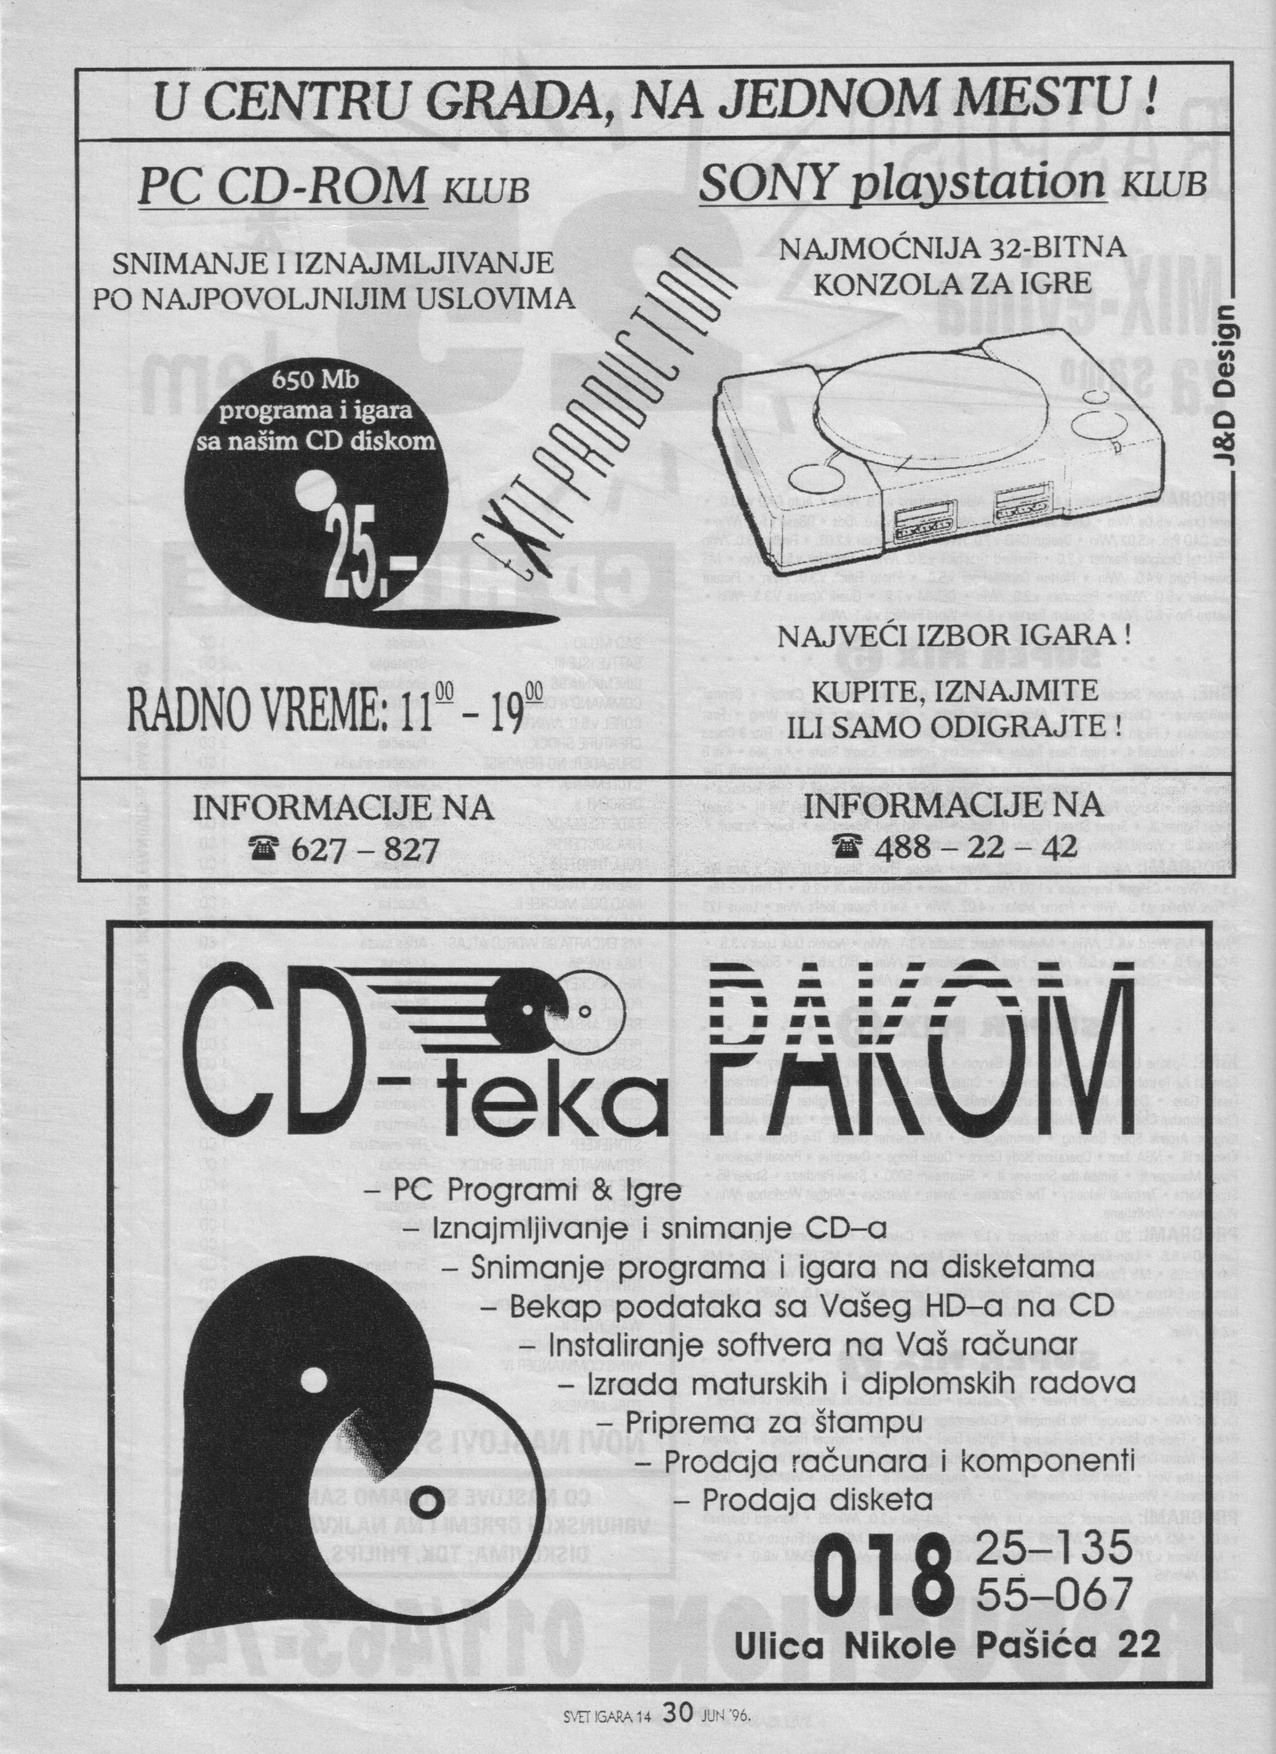 U CENTRU GRADA, NA JEDNOM MESTU !
PC CD-ROM KLUB
SNIMANJE I IZNAJMLJIVANJE
PO NAJPOVOLJNIJIM USLOVIMA
650 Mb
programa i igara
sa našim CD diskom
25.-
EXIT PRODUCTION
RADNO VREME: 11⁰⁰ – 19⁰⁰
SONY playstation KLUB
NAJMOĆNIJA 32-BITNA
KONZOLA ZA IGRE
NAJVEĆI IZBOR IGARA !
KUPITE, IZNAJMITE
ILI SAMO ODIGRAJTE !
J&D Design
INFORMACIJE NA
☎ 627 – 827
INFORMACIJE NA
☎ 488 – 22 – 42
CD-teka PAKOM
– PC Programi & Igre
– Iznajmljivanje i snimanje CD–a
– Snimanje programa i igara na disketama
– Bekap podataka sa Vašeg HD–a na CD
– Instaliranje softvera na Vaš računar
– Izrada maturskih i diplomskih radova
– Priprema za štampu
– Prodaja računara i komponenti
– Prodaja disketa
018 25–135
55–067
Ulica Nikole Pašića 22
SVET IGARA 14 30 JUN '96.